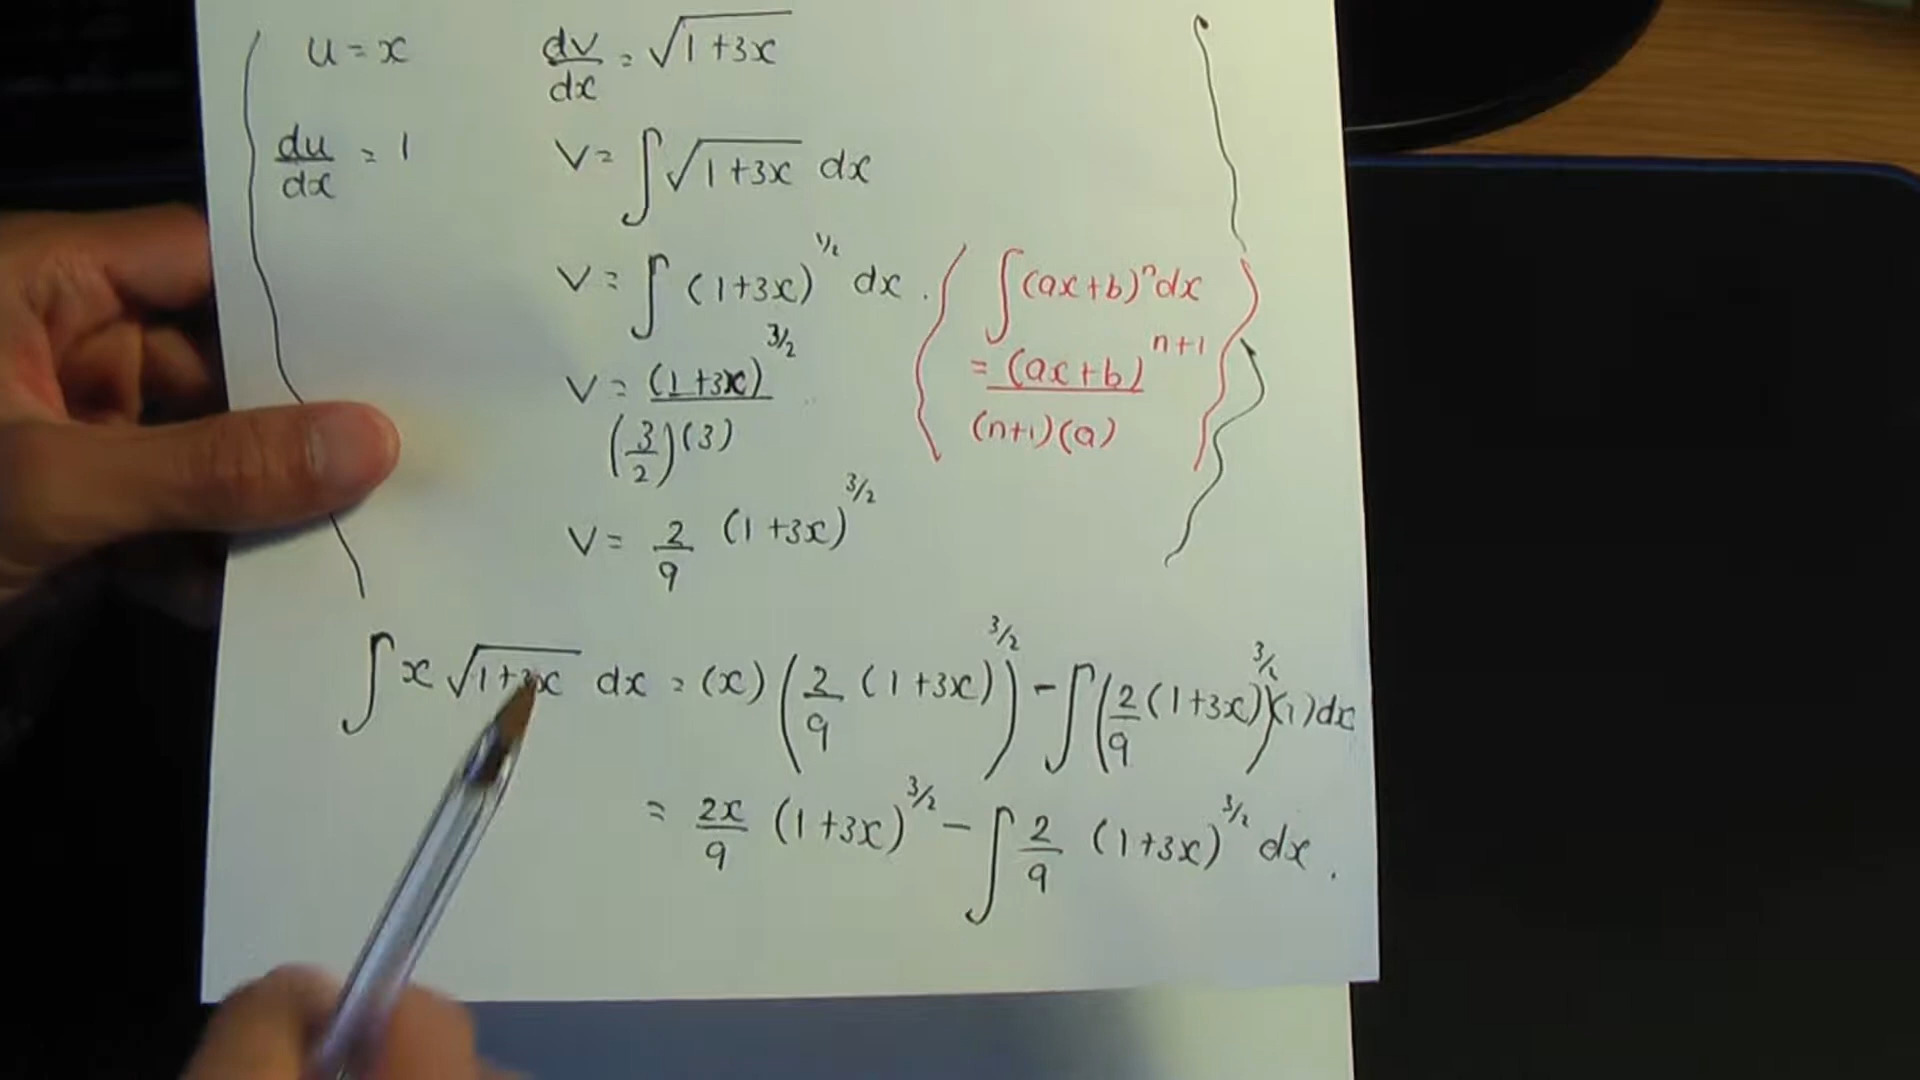 u = x dv/dx = √(1+3x)
du/dx = 1 v = ∫ √(1+3x) dx
v = ∫ (1+3x)^(1/2) dx . ( ∫(ax+b)^n dx
v = (1+3x)^(3/2) / (3/2)(3) = (ax+b)^(n+1) / (n+1)(a) )
v = 2/9 (1+3x)^(3/2)
∫ x √(1+3x) dx = (x) (2/9 (1+3x)^(3/2)) - ∫ (2/9 (1+3x)^(3/2))(1) dx
= 2x/9 (1+3x)^(3/2) - ∫ 2/9 (1+3x)^(3/2) dx .